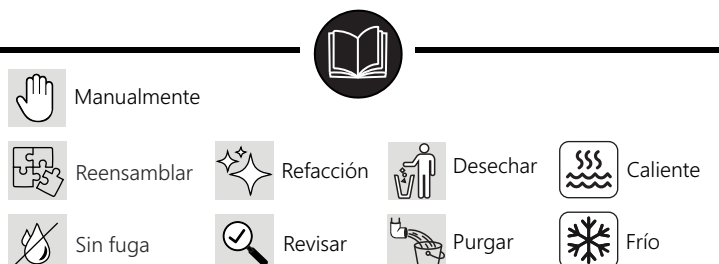 Manualmente
Reensamblar Refacción Desechar Caliente
Sin fuga Revisar Purgar Frío